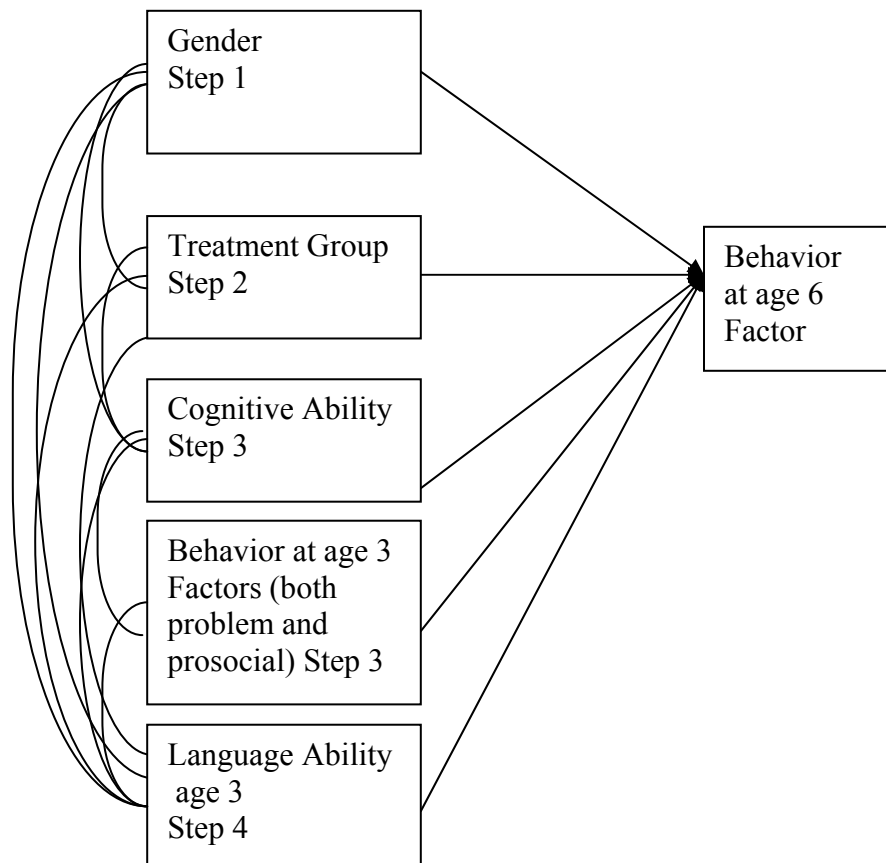 Gender
Step 1
Treatment Group
Step 2
Cognitive Ability
Step 3
Behavior at age 3
Factors (both
problem and
prosocial) Step 3
Language Ability
age 3
Step 4
Behavior
at age 6
Factor